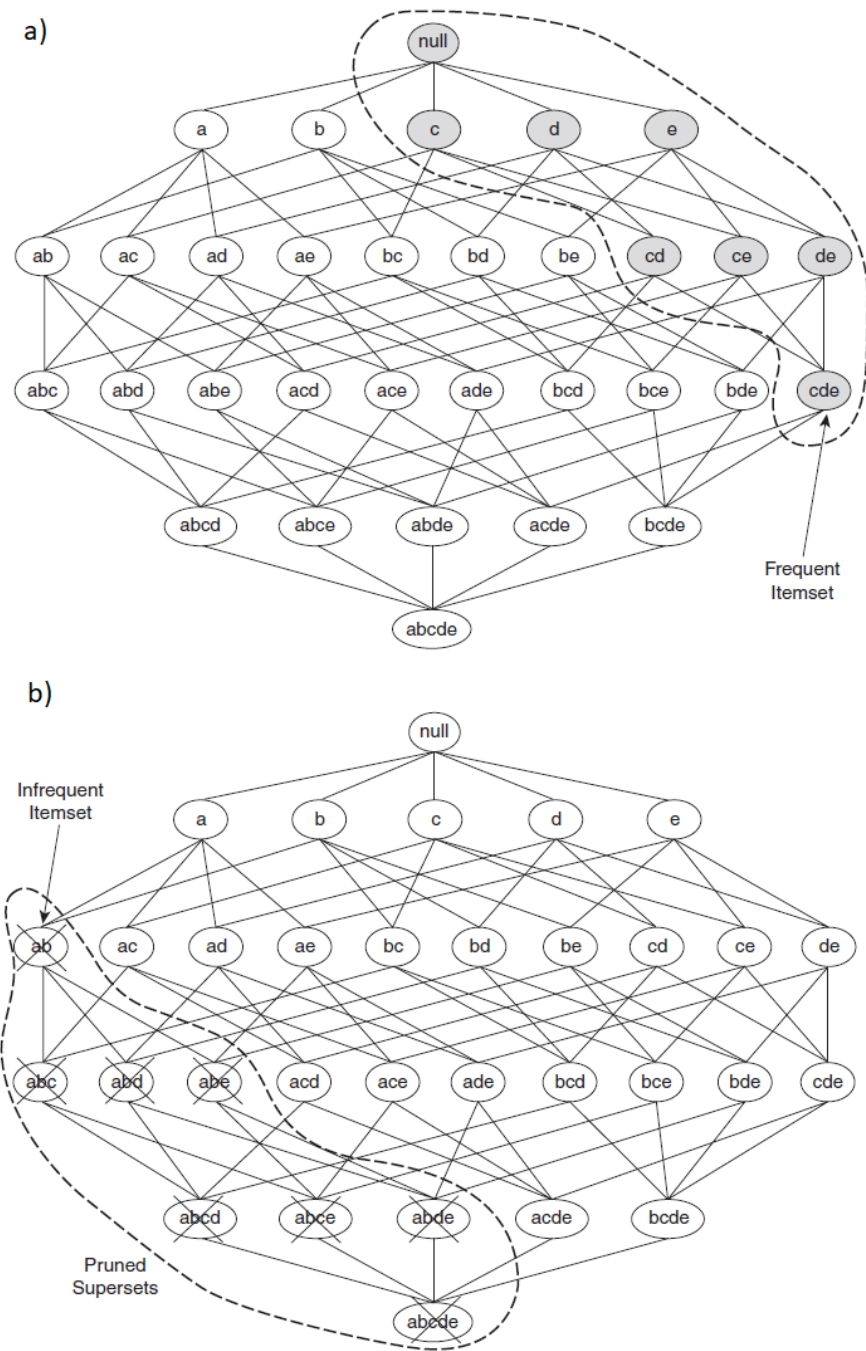 a)
null
a b c d e
ab ac ad ae bc bd be cd ce de
abc abd abe acd ace ade bcd bce bde cde
abcd abce abde acde bcde
Frequent
Itemset
abcde
b)
null
Infrequent
Itemset
a b c d e
ab ac ad ae bc bd be cd ce de
abc abd abe acd ace ade bcd bce bde cde
abcd abce abde acde bcde
Pruned
Supersets
abcde